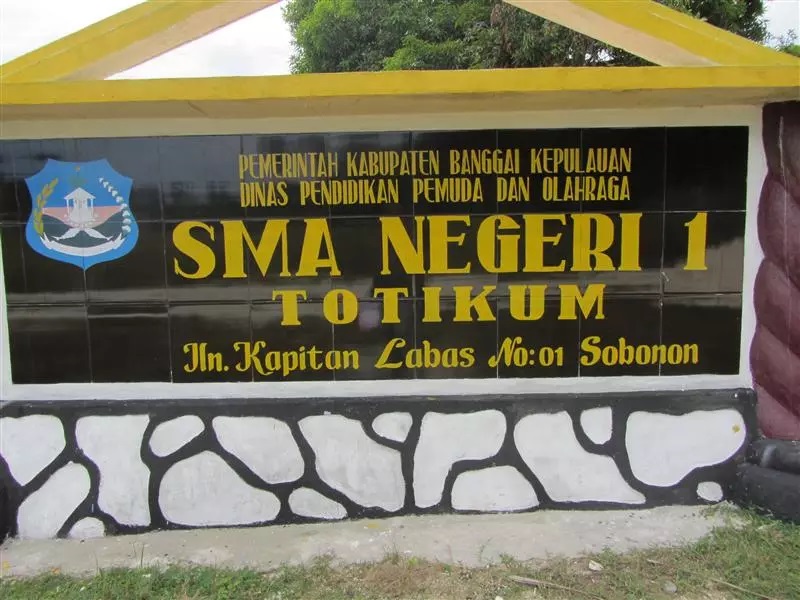 PEMERINTAH KABUPATEN BANGGAI KEPULAUAN
DINAS PENDIDIKAN PEMUDA DAN OLAHRAGA
SMA NEGERI 1
TOTIKUM
Jln. Kapitan Labas No:01 Sobonon